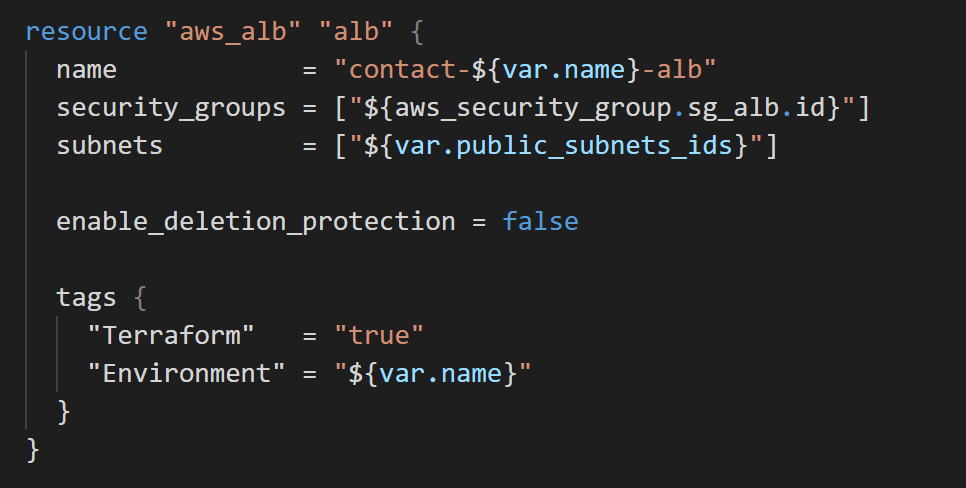 resource "aws_alb" "alb" {
  name            = "contact-${var.name}-alb"
  security_groups = ["${aws_security_group.sg_alb.id}"]
  subnets         = ["${var.public_subnets_ids}"]

  enable_deletion_protection = false

  tags {
    "Terraform"   = "true"
    "Environment" = "${var.name}"
  }
}